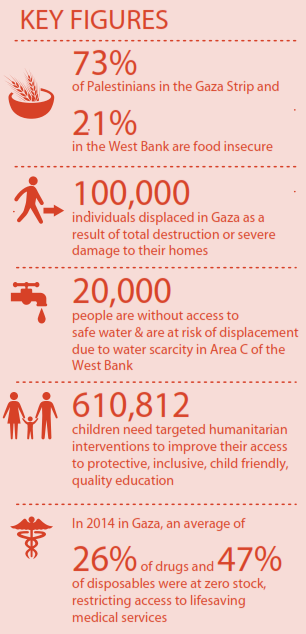 KEY FIGURES
73%
of Palestinians in the Gaza Strip and
21%
in the West Bank are food insecure
100,000
individuals displaced in Gaza as a
result of total destruction or severe
damage to their homes
20,000
people are without access to
safe water & are at risk of displacement
due to water scarcity in Area C of the
West Bank
610,812
children need targeted humanitarian
interventions to improve their access
to protective, inclusive, child friendly,
quality education
In 2014 in Gaza, an average of
26% of drugs and 47%
of disposables were at zero stock,
restricting access to lifesaving
medical services